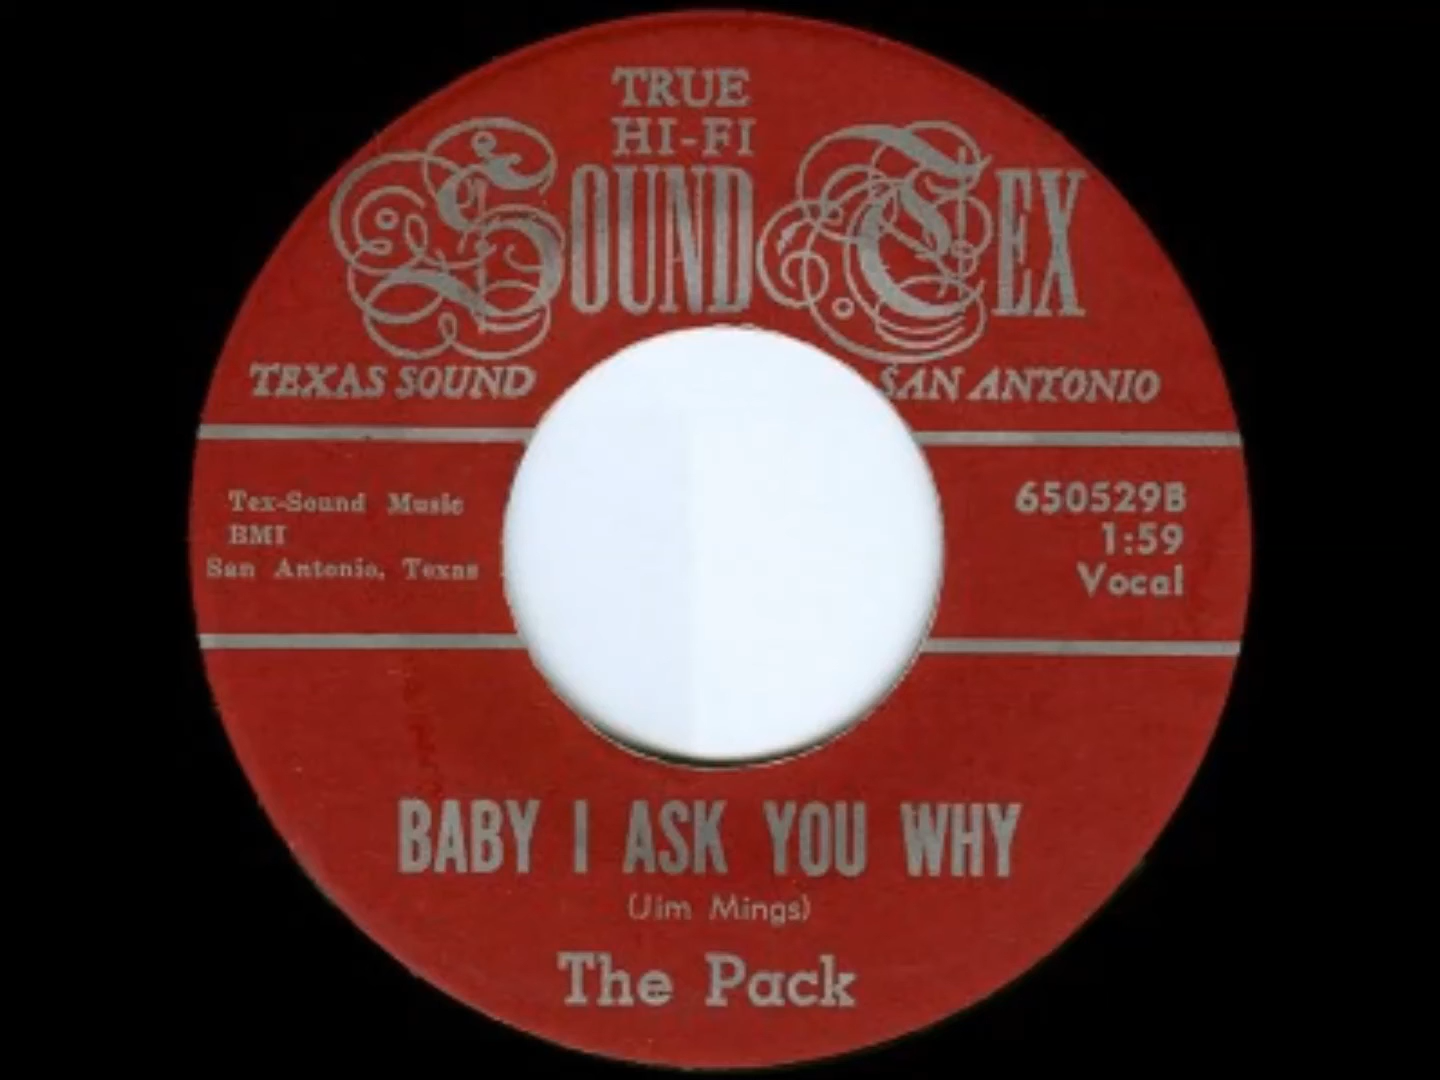 TRUE
HI-FI
SOUND TEX
TEXAS SOUND SAN ANTONIO
Tex-Sound Music
BMI
San Antonio, Texas
650529B
1:59
Vocal
BABY I ASK YOU WHY
(Jim Mings)
The Pack